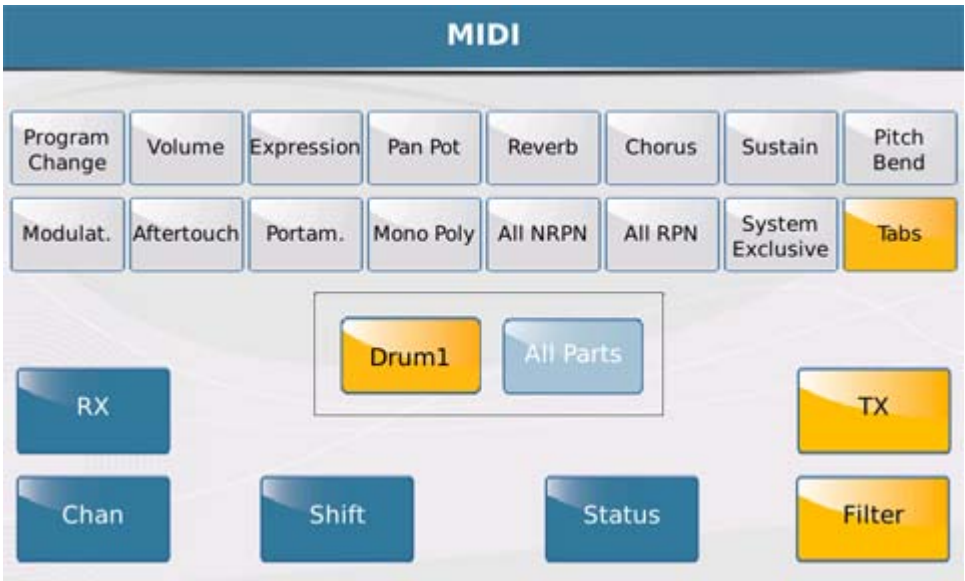 MIDI
Program
Change
Volume
Expression
Pan Pot
Reverb
Chorus
Sustain
Pitch
Bend
Modulat.
Aftertouch
Portam.
Mono Poly
All NRPN
All RPN
System
Exclusive
Tabs
Drum1
All Parts
RX
TX
Chan
Shift
Status
Filter